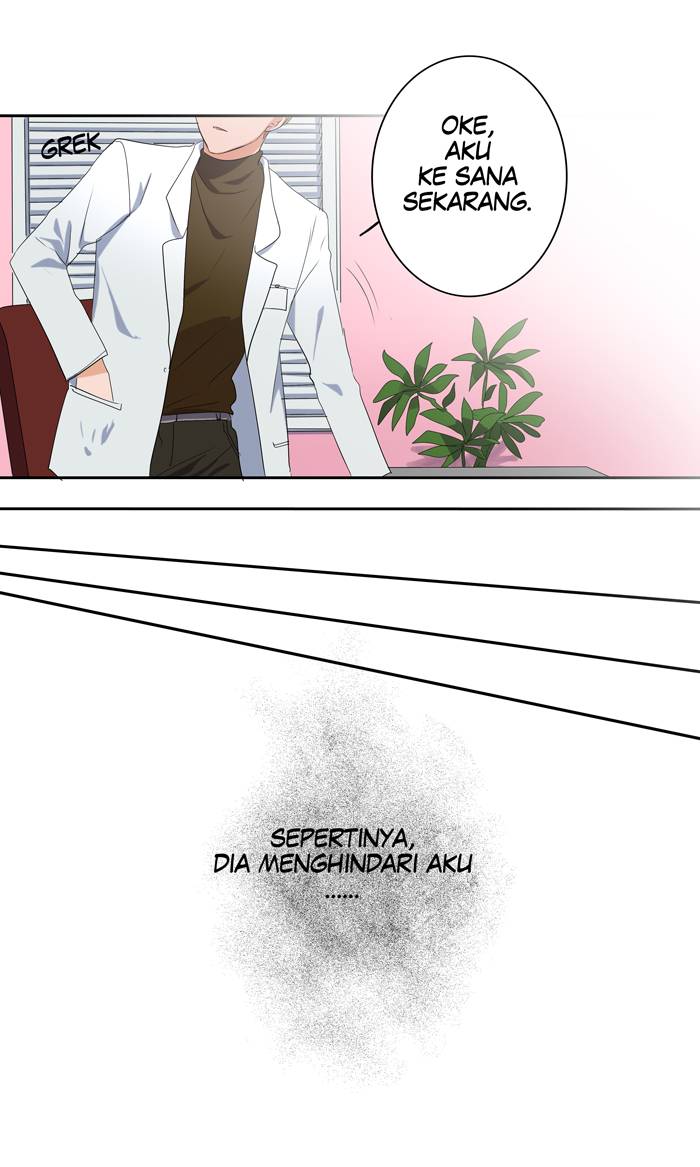 GREK
OKE,
AKU
KE SANA
SEKARANG.
SEPERTINYA,
DIA MENGHINDARI AKU
......